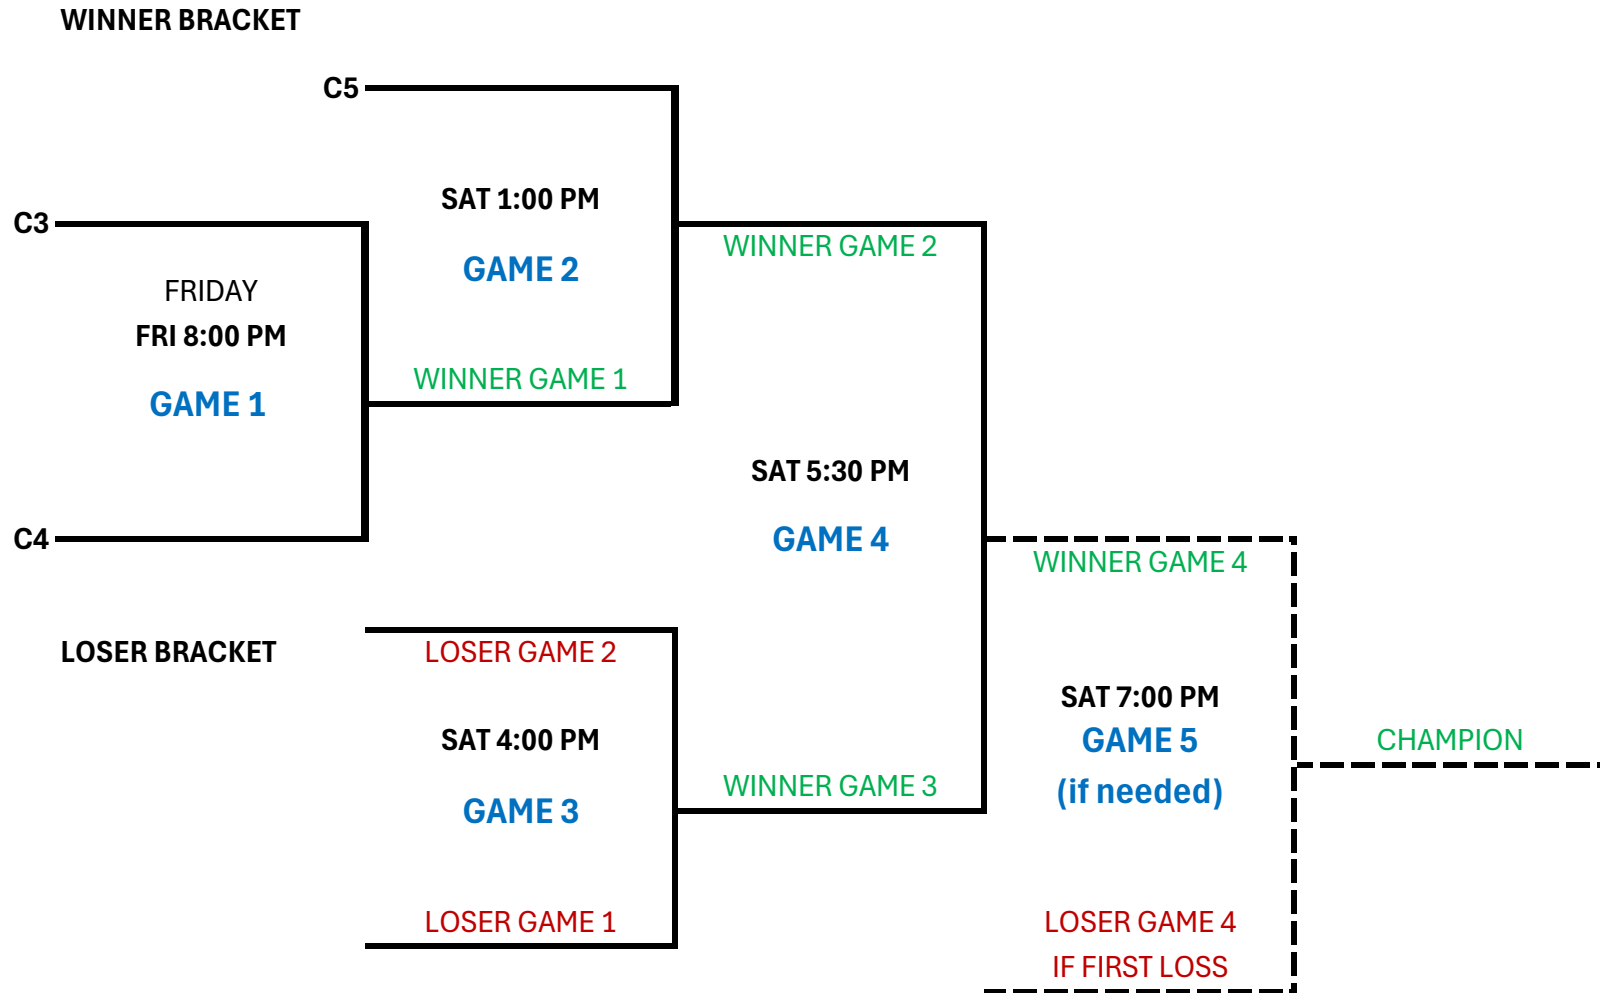 WINNER BRACKET
C5
SAT 1:00 PM
C3
WINNER GAME 2
GAME 2
FRIDAY
FRI 8:00 PM
WINNER GAME 1
GAME 1
SAT 5:30 PM
C4
GAME 4
WINNER GAME 4
LOSER BRACKET
LOSER GAME 2
SAT 7:00 PM
SAT 4:00 PM
GAME 5
CHAMPION
WINNER GAME 3
(if needed)
GAME 3
LOSER GAME 1
LOSER GAME 4
IF FIRST LOSS